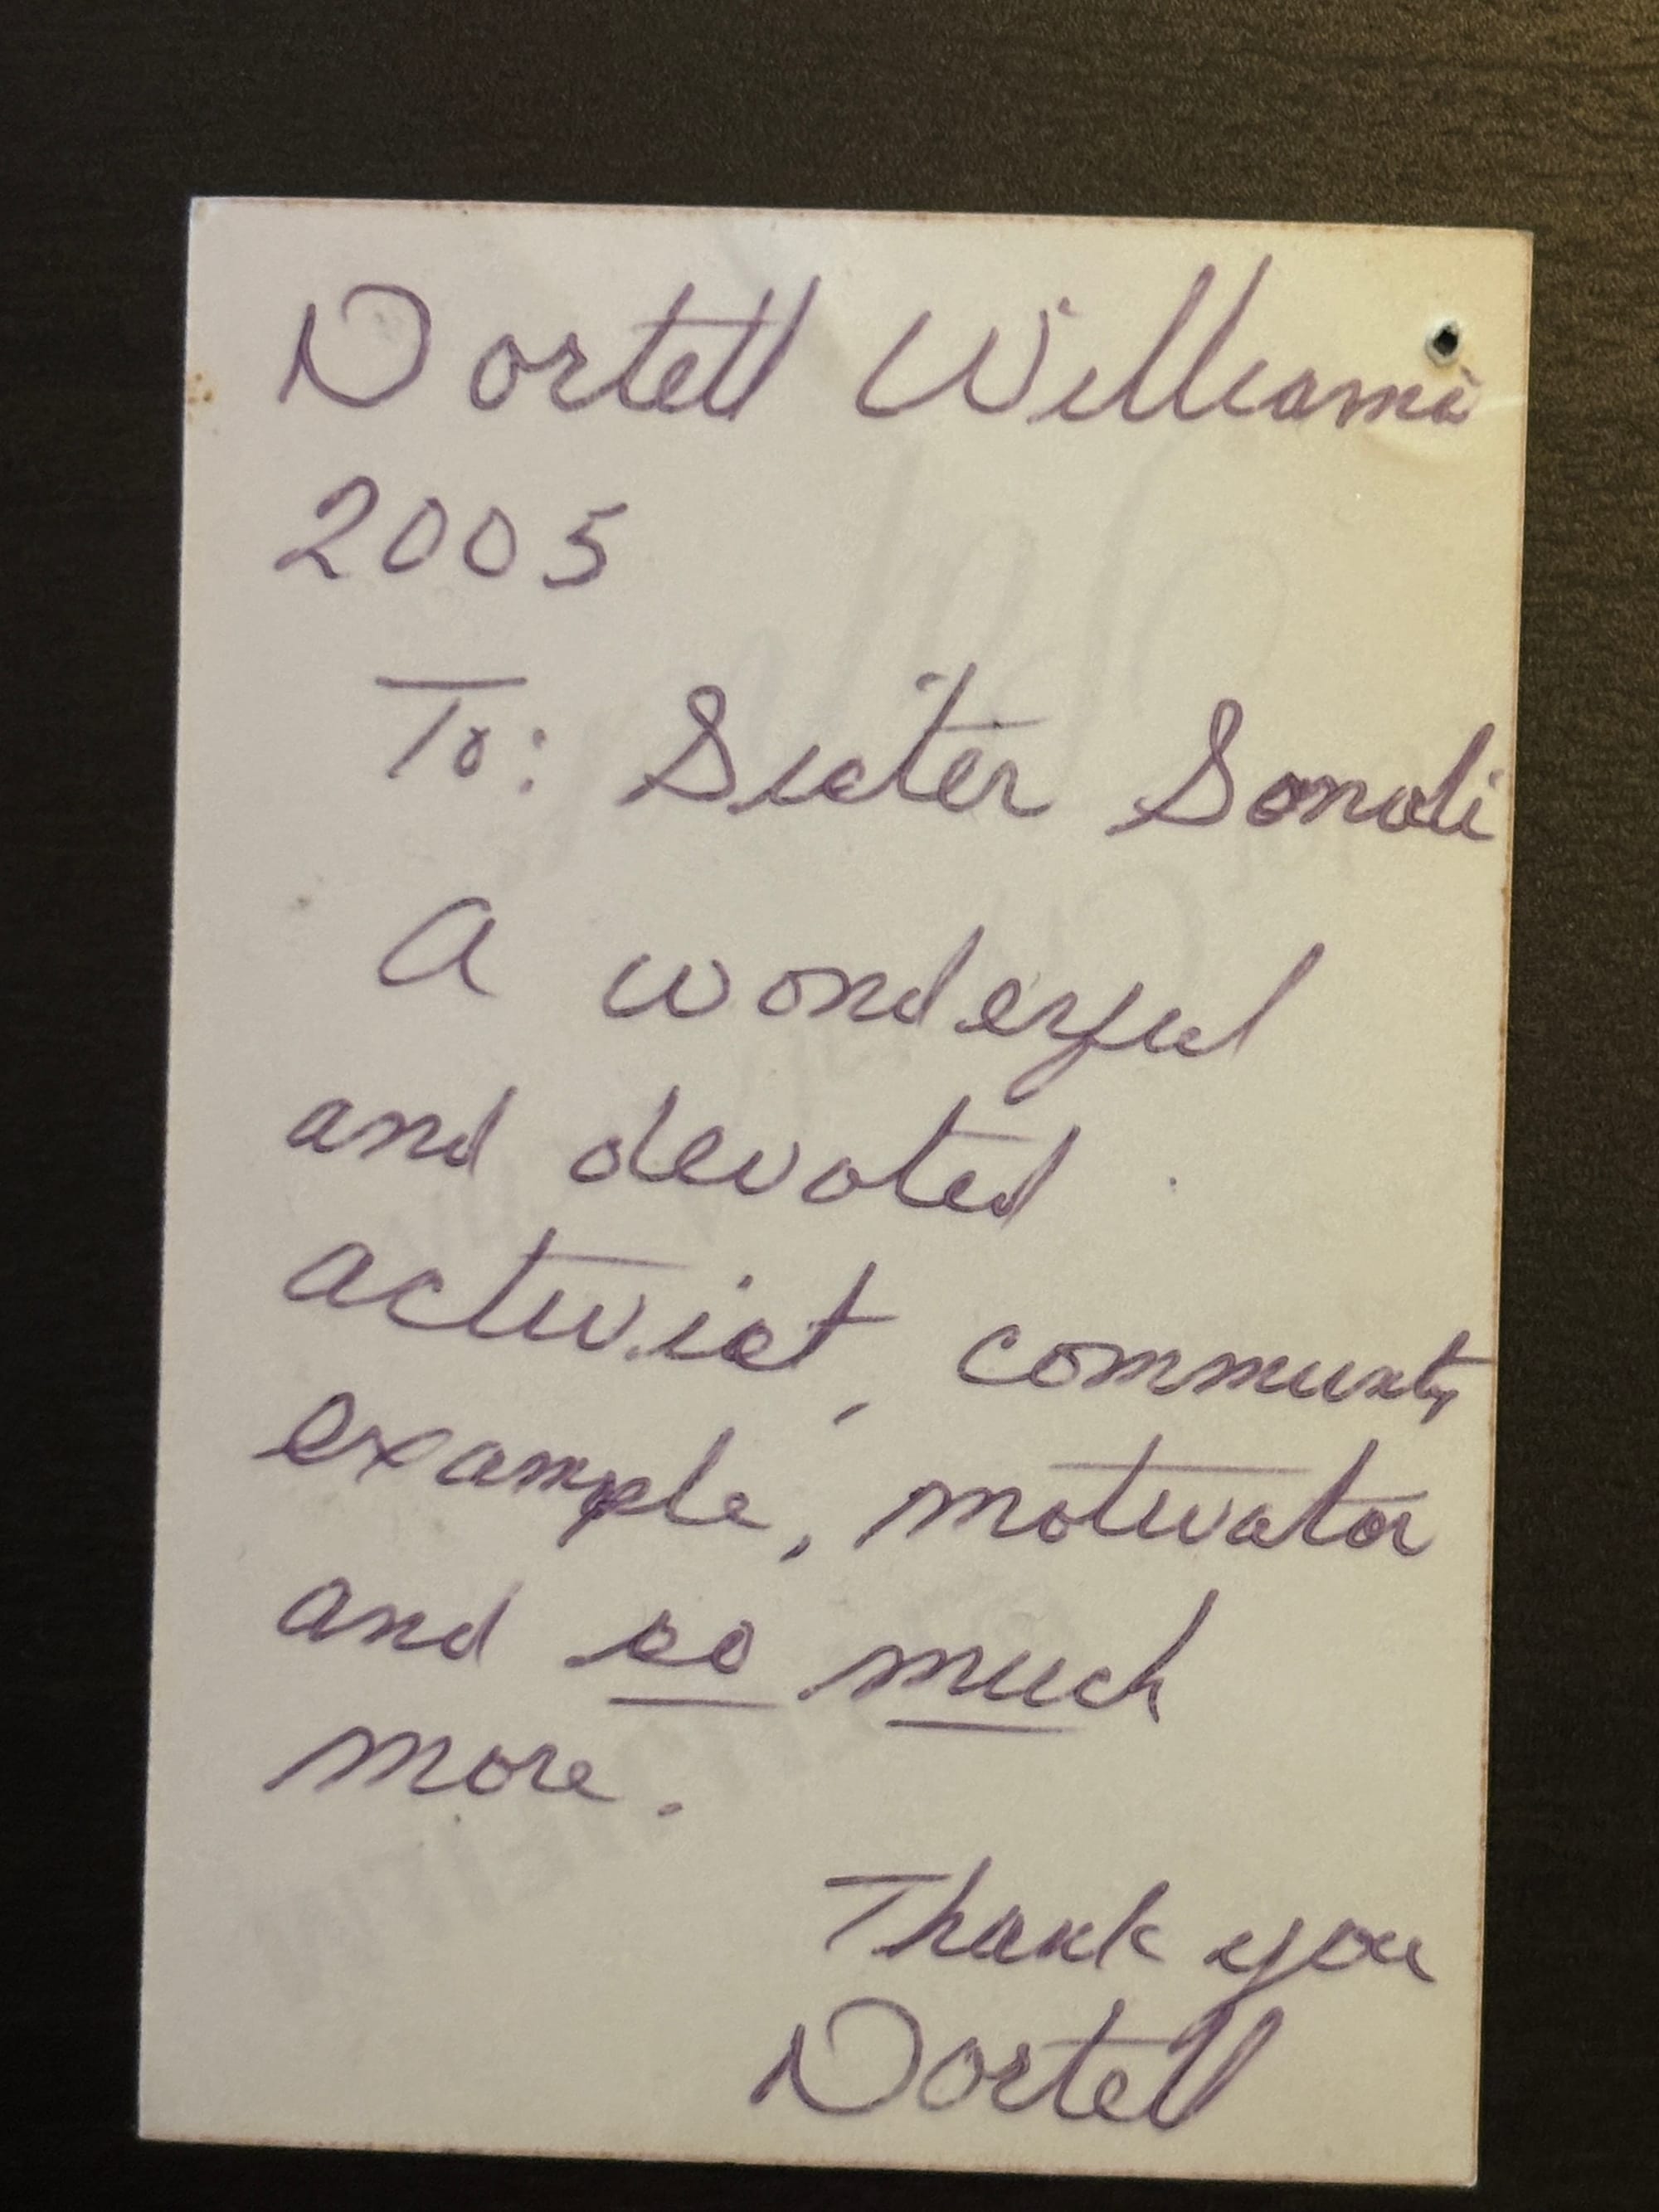 Dortell Williams
2005
To: Sister Sondi
A wonderful
and devoted
activist, community
example, motivator
and so much
more.
Thank you
Dortell